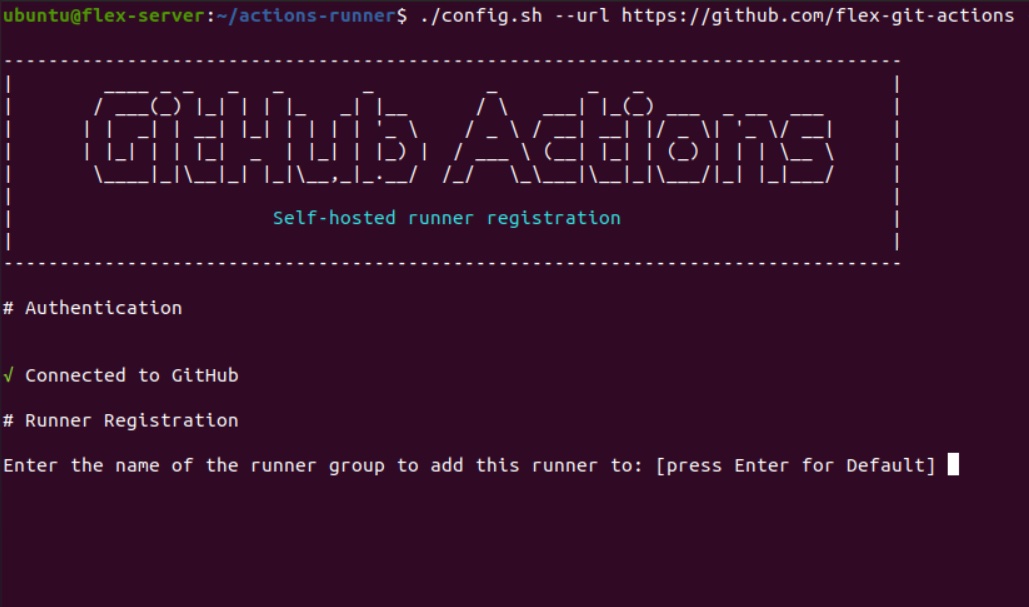 ubuntu@flex-server:~/actions-runner$ ./config.sh --url https://github.com/flex-git-actions
GitHub Actions
Self-hosted runner registration
# Authentication
√ Connected to GitHub
# Runner Registration
Enter the name of the runner group to add this runner to: [press Enter for Default]